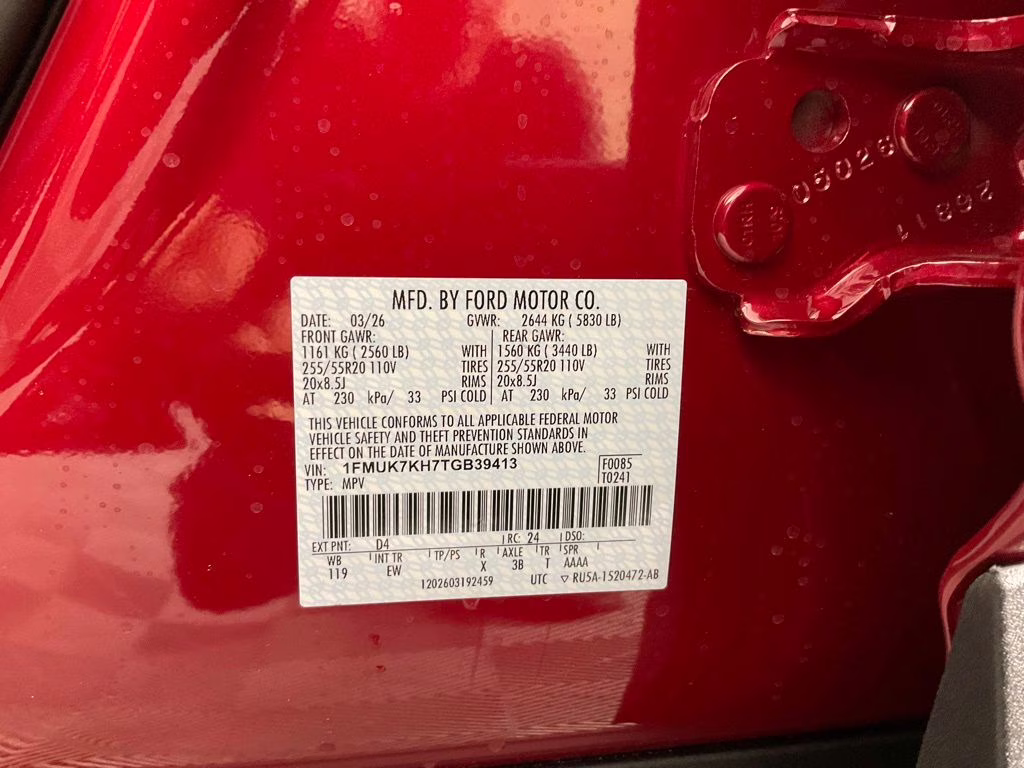 MFD. BY FORD MOTOR CO.
DATE: 03/26 GVWR: 2644 KG ( 5830 LB)
FRONT GAWR: REAR GAWR:
1161 KG ( 2560 LB) WITH 1560 KG ( 3440 LB) WITH
255/55R20 110V TIRES 255/55R20 110V TIRES
20x8.5J RIMS 20x8.5J RIMS
AT 230 kPa/ 33 PSI COLD AT 230 kPa/ 33 PSI COLD
THIS VEHICLE CONFORMS TO ALL APPLICABLE FEDERAL MOTOR
VEHICLE SAFETY AND THEFT PREVENTION STANDARDS IN
EFFECT ON THE DATE OF MANUFACTURE SHOWN ABOVE.
VIN: 1FMUK7KH7TGB39413 F0085
TYPE: MPV T0241
EXT PNT: D4 RC: 24 DSO:
WB INT TR TP/PS R AXLE TR SPR
119 EW X 3B T AAAA
1202603192459 UTC ▽ RU5A-1520472-AB
05026
26811